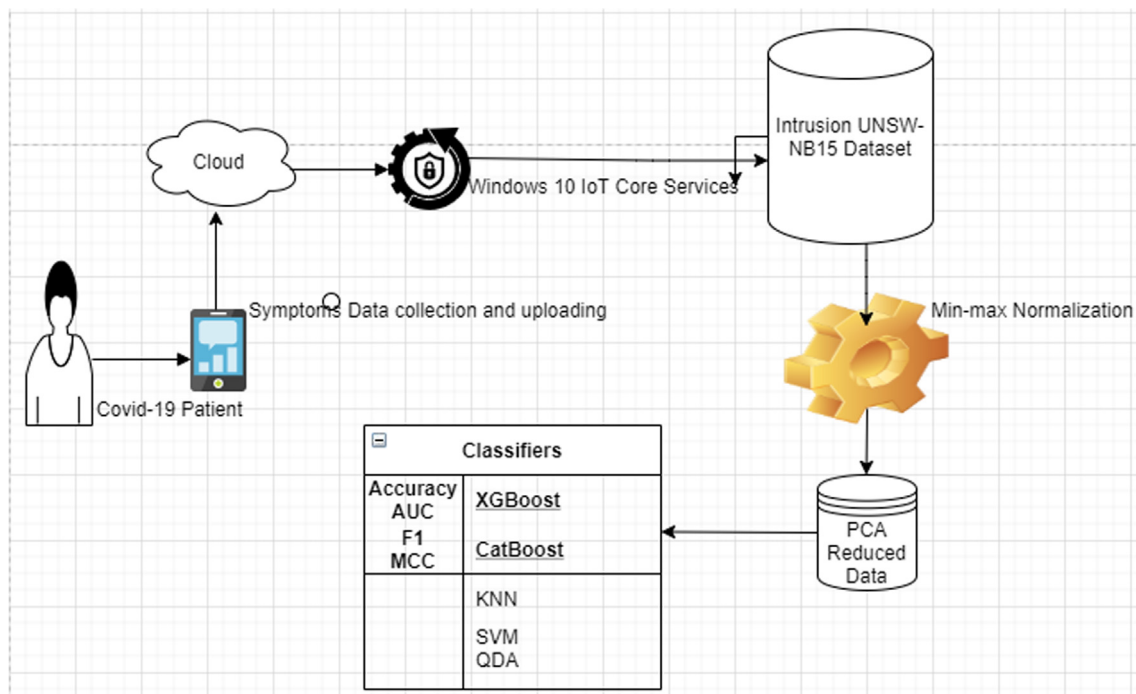 Intrusion UNSW-
NB15 Dataset
Cloud
Windows 10 IoT Core Services
Symptoms Data collection and uploading
Min-max Normalization
Covid-19 Patient
Classifiers
Accuracy
AUC
F1
MCC
XGBoost
CatBoost
KNN
SVM
QDA
PCA
Reduced
Data